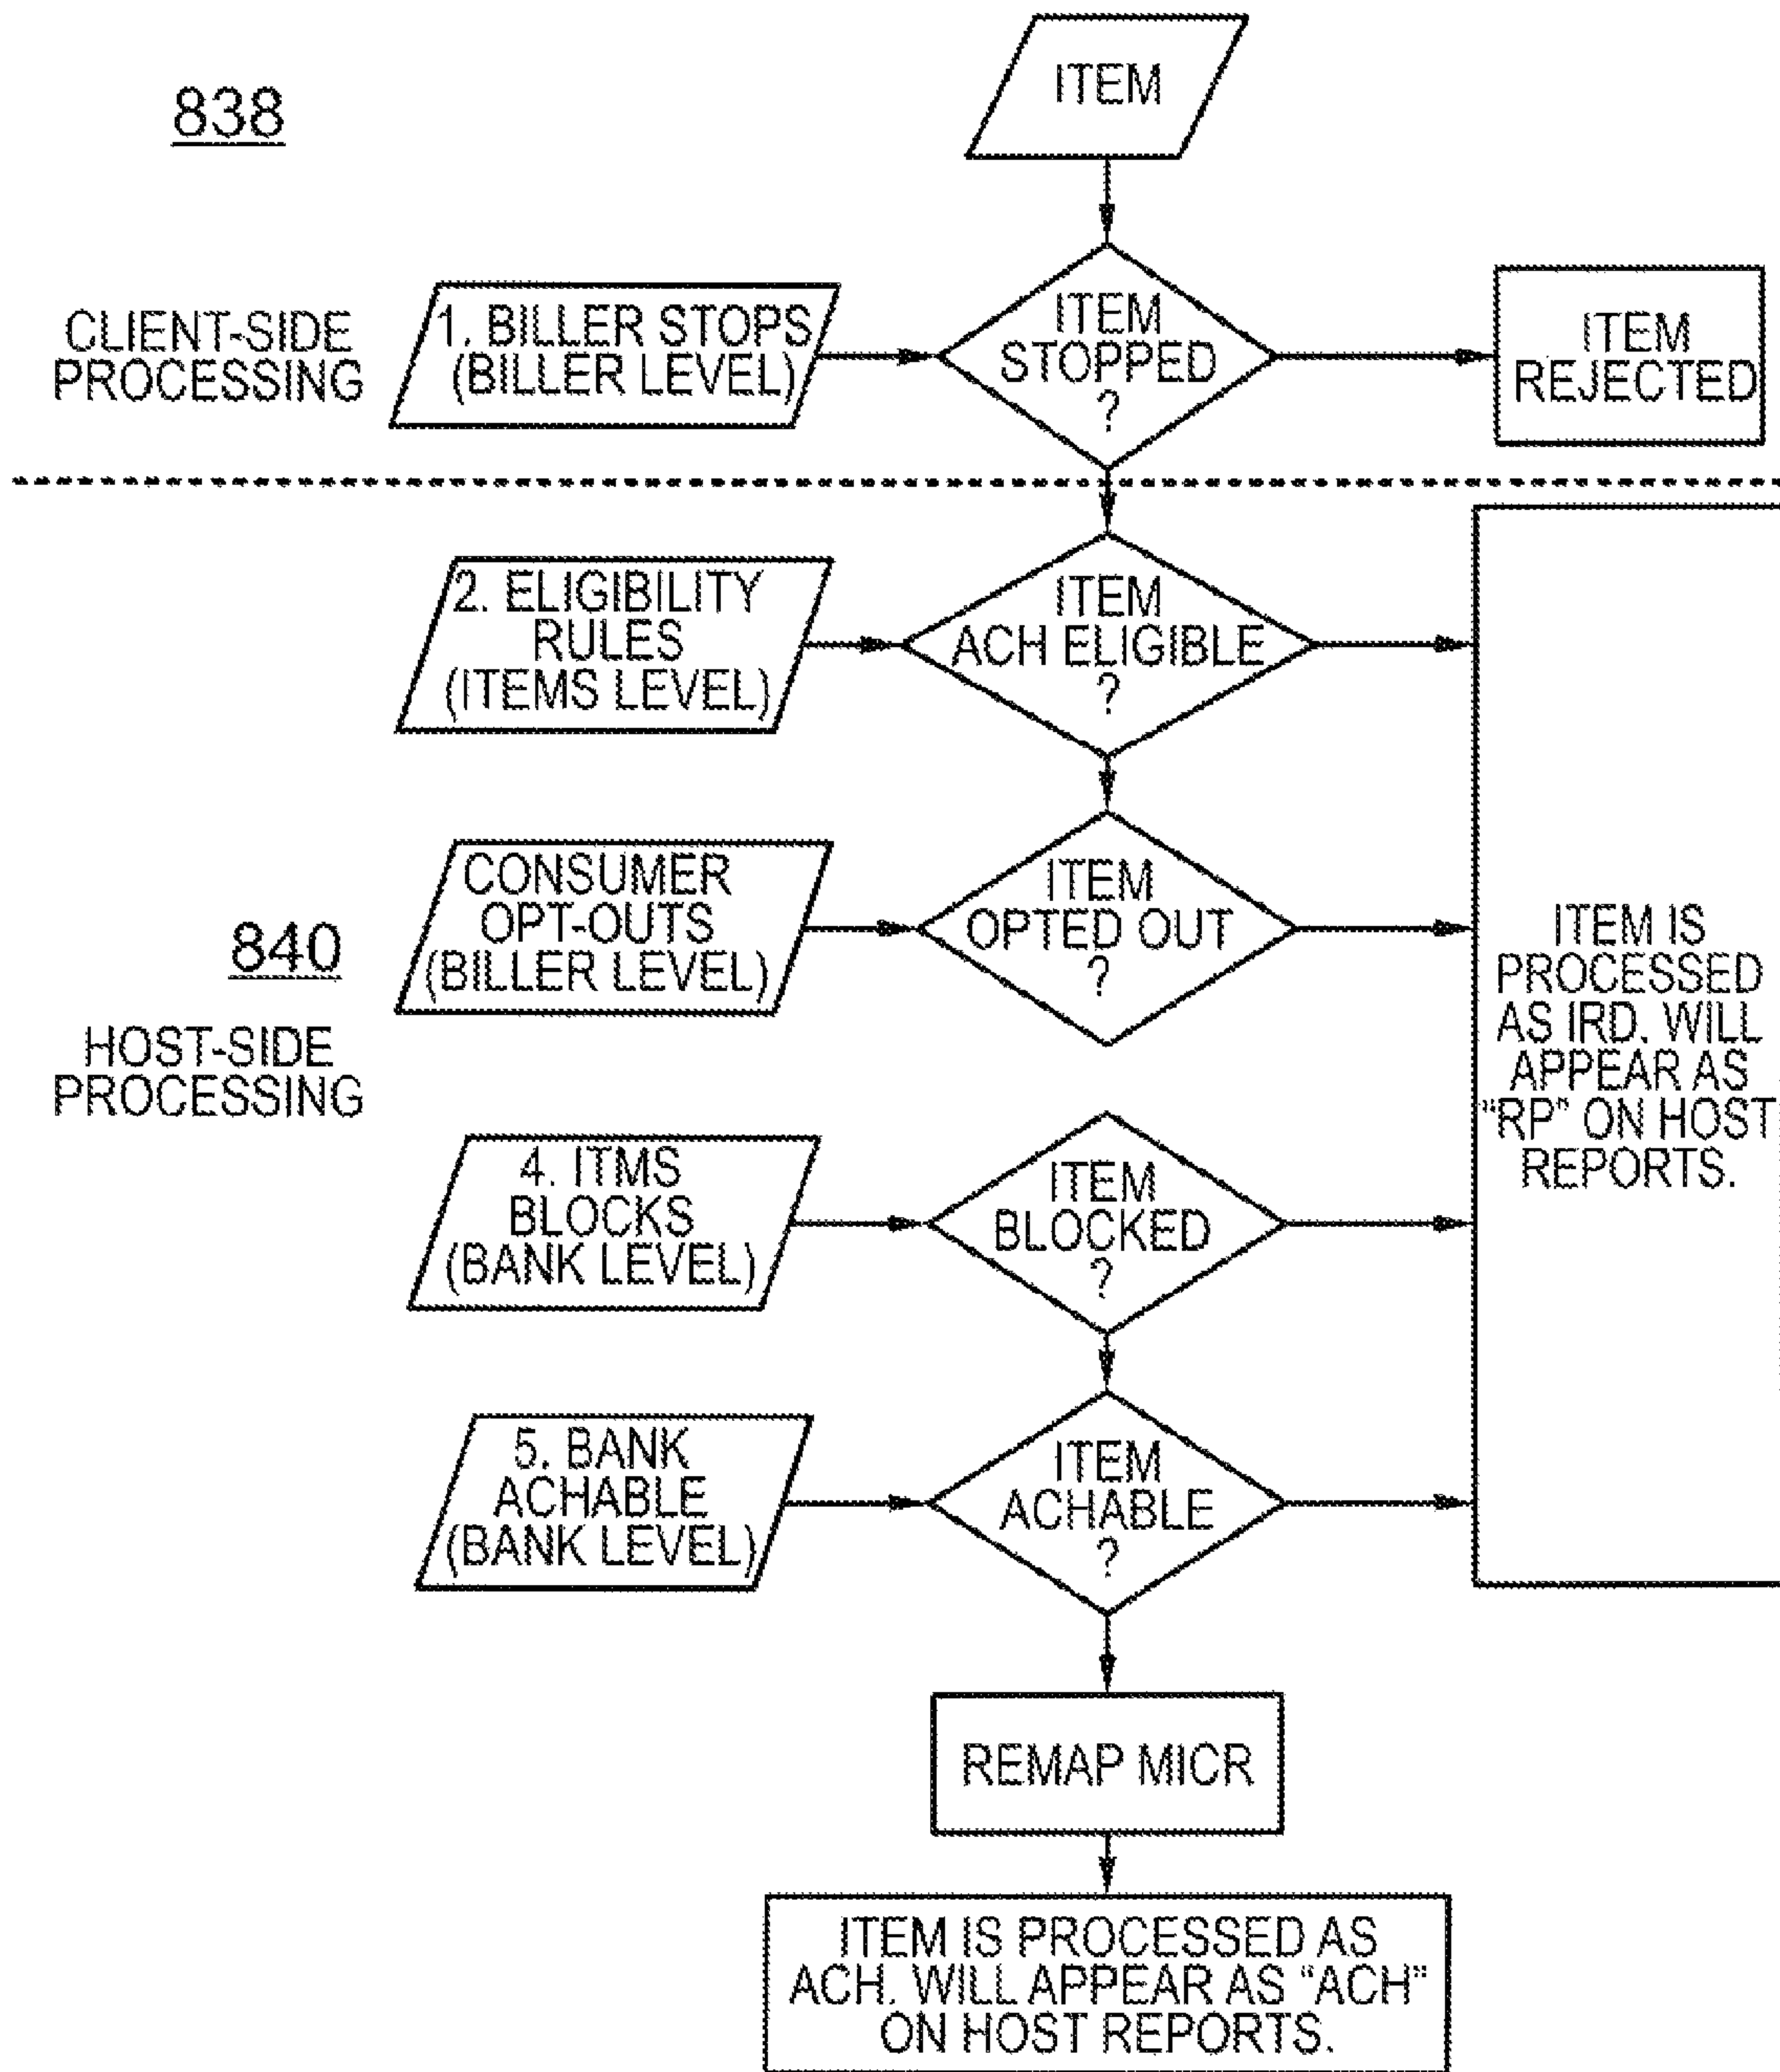 838
ITEM
CLIENT-SIDE
PROCESSING
1. BILLER STOPS
(BILLER LEVEL)
ITEM
STOPPED
?
ITEM
REJECTED
2. ELIGIBILITY
RULES
(ITEMS LEVEL)
ITEM
ACH ELIGIBLE
?
840
HOST-SIDE
PROCESSING
CONSUMER
OPT-OUTS
(BILLER LEVEL)
ITEM
OPTED OUT
?
ITEM IS
PROCESSED
AS IRD. WILL
APPEAR AS
"RP" ON HOST
REPORTS.
4. ITMS
BLOCKS
(BANK LEVEL)
ITEM
BLOCKED
?
5. BANK
ACHABLE
(BANK LEVEL)
ITEM
ACHABLE
?
REMAP MICR
ITEM IS PROCESSED AS
ACH. WILL APPEAR AS "ACH"
ON HOST REPORTS.